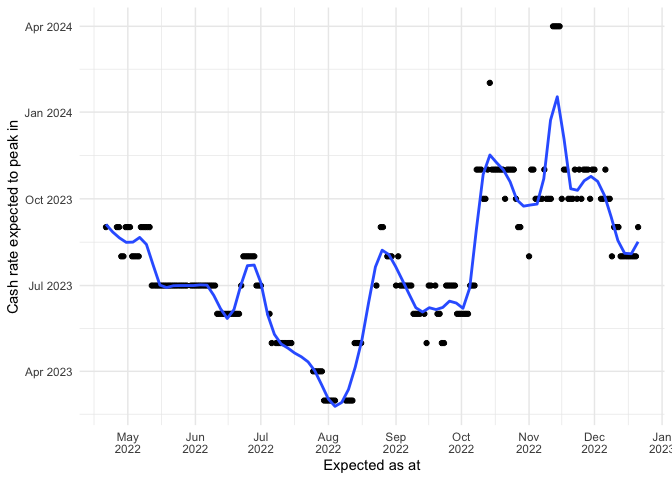 Apr 2024
Jan 2024
Oct 2023
Jul 2023
Apr 2023
Cash rate expected to peak in
May 2022
Jun 2022
Jul 2022
Aug 2022
Sep 2022
Oct 2022
Nov 2022
Dec 2022
Jan 2023
Expected as at